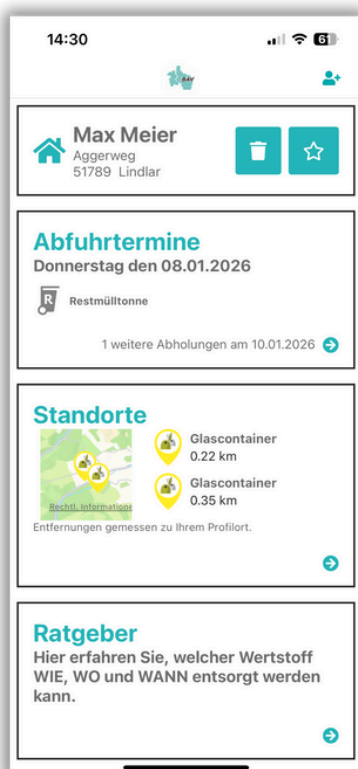 14:30
61
BAV
Max Meier
Aggerweg
51789 Lindlar
Abfuhrtermine
Donnerstag den 08.01.2026
R
Restmülltonne
1 weitere Abholungen am 10.01.2026
Standorte
Glascontainer
0.22 km
Glascontainer
0.35 km
Rechtl. Informatione
Entfernungen gemessen zu Ihrem Profilort.
Ratgeber
Hier erfahren Sie, welcher Wertstoff
WIE, WO und WANN entsorgt werden
kann.